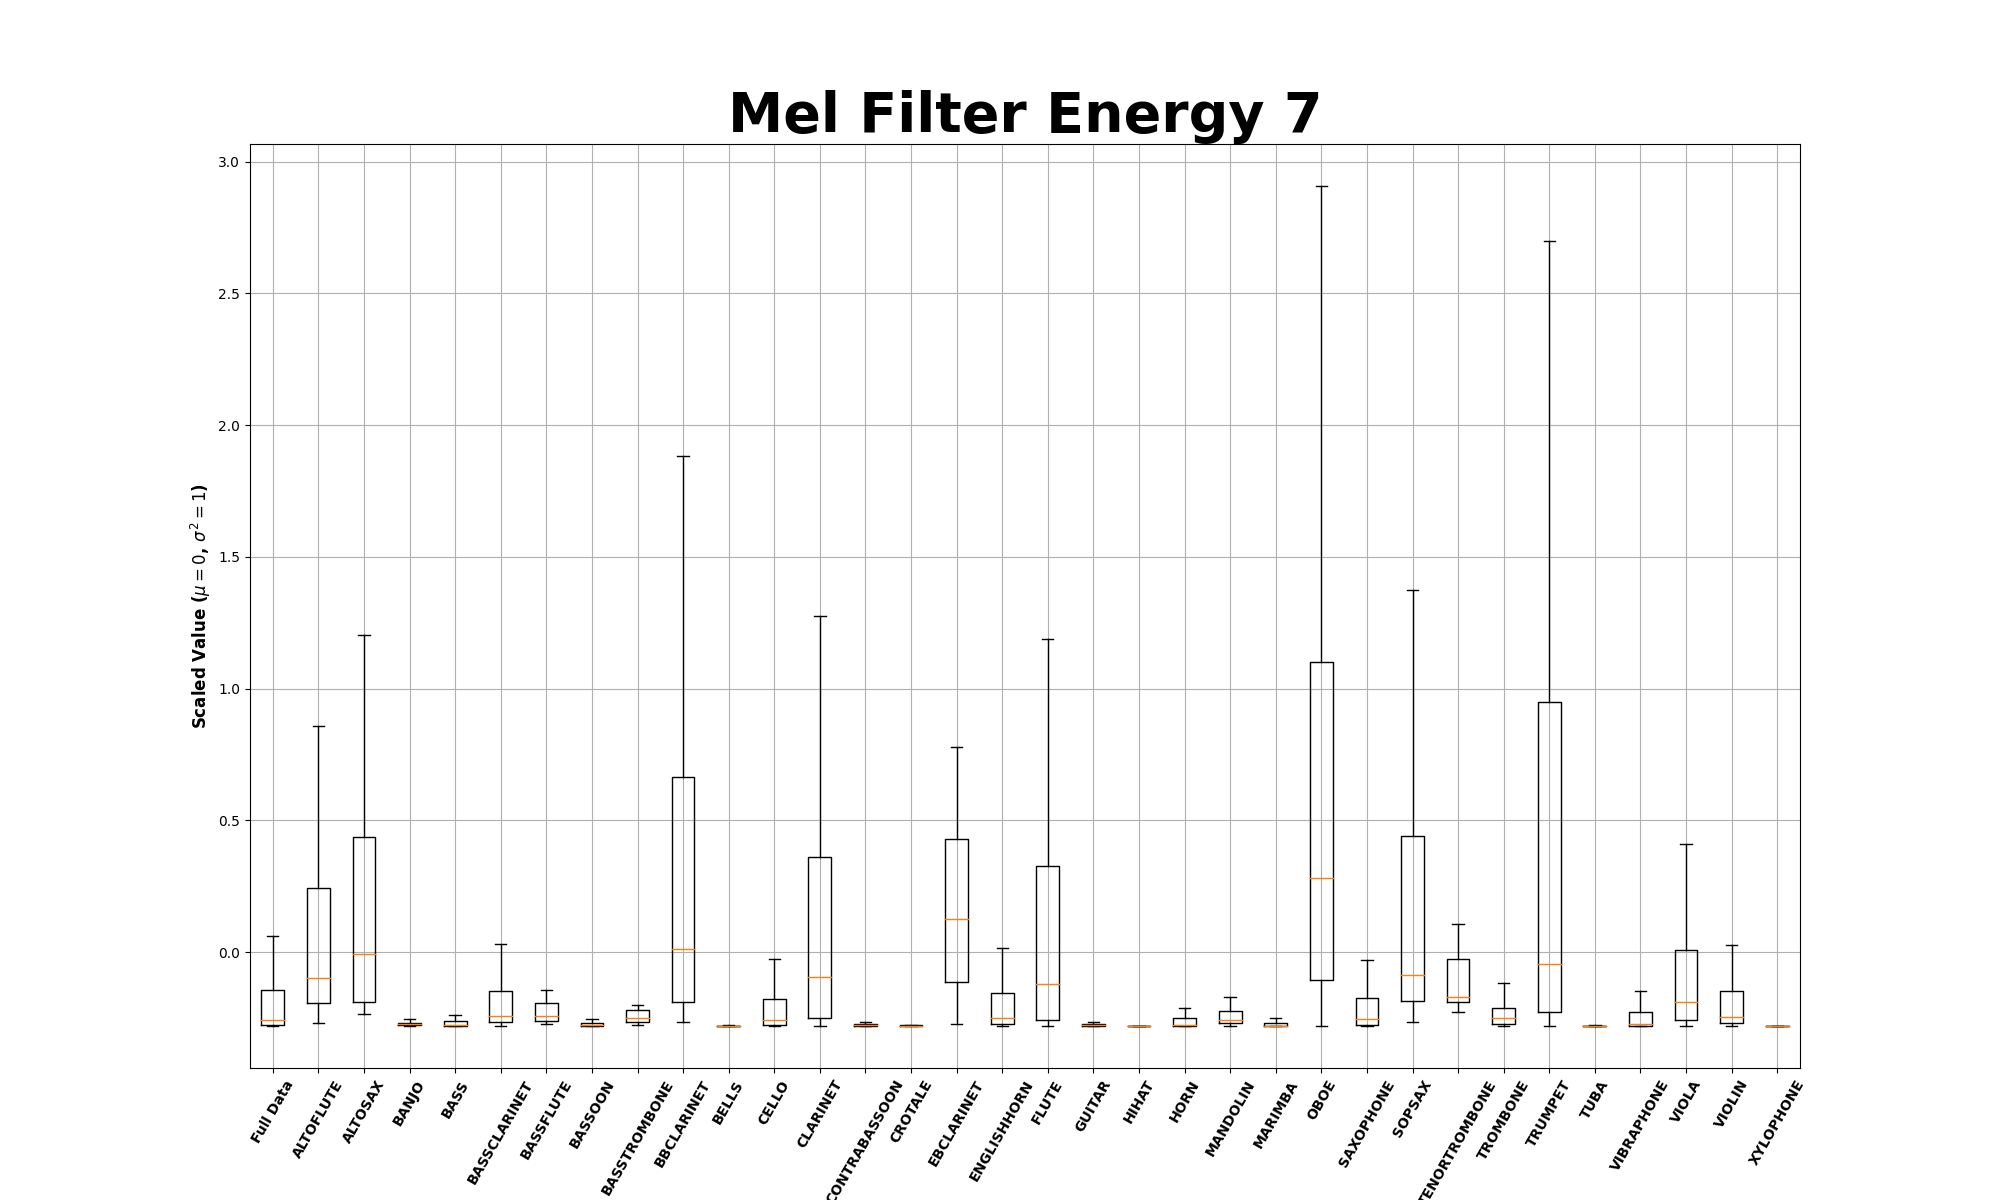 Mel Filter Energy 7
3.0
2.5
2.0
1.5
1.0
0.5
0.0
Scaled Value (μ = 0, σ² = 1)
Full Data
ALTOFLUTE
ALTOSAX
BANJO
BASS
BASSCLARINET
BASSFLUTE
BASSOON
BASSTROMBONE
BBCLARINET
BELLS
CELLO
CLARINET
CONTRABASSOON
CROTALE
EBCLARINET
ENGLISHHORN
FLUTE
GUITAR
HIHAT
HORN
MANDOLIN
MARIMBA
OBOE
SAXOPHONE
SOPSAX
TENORTROMBONE
TROMBONE
TRUMPET
TUBA
VIBRAPHONE
VIOLA
VIOLIN
XYLOPHONE